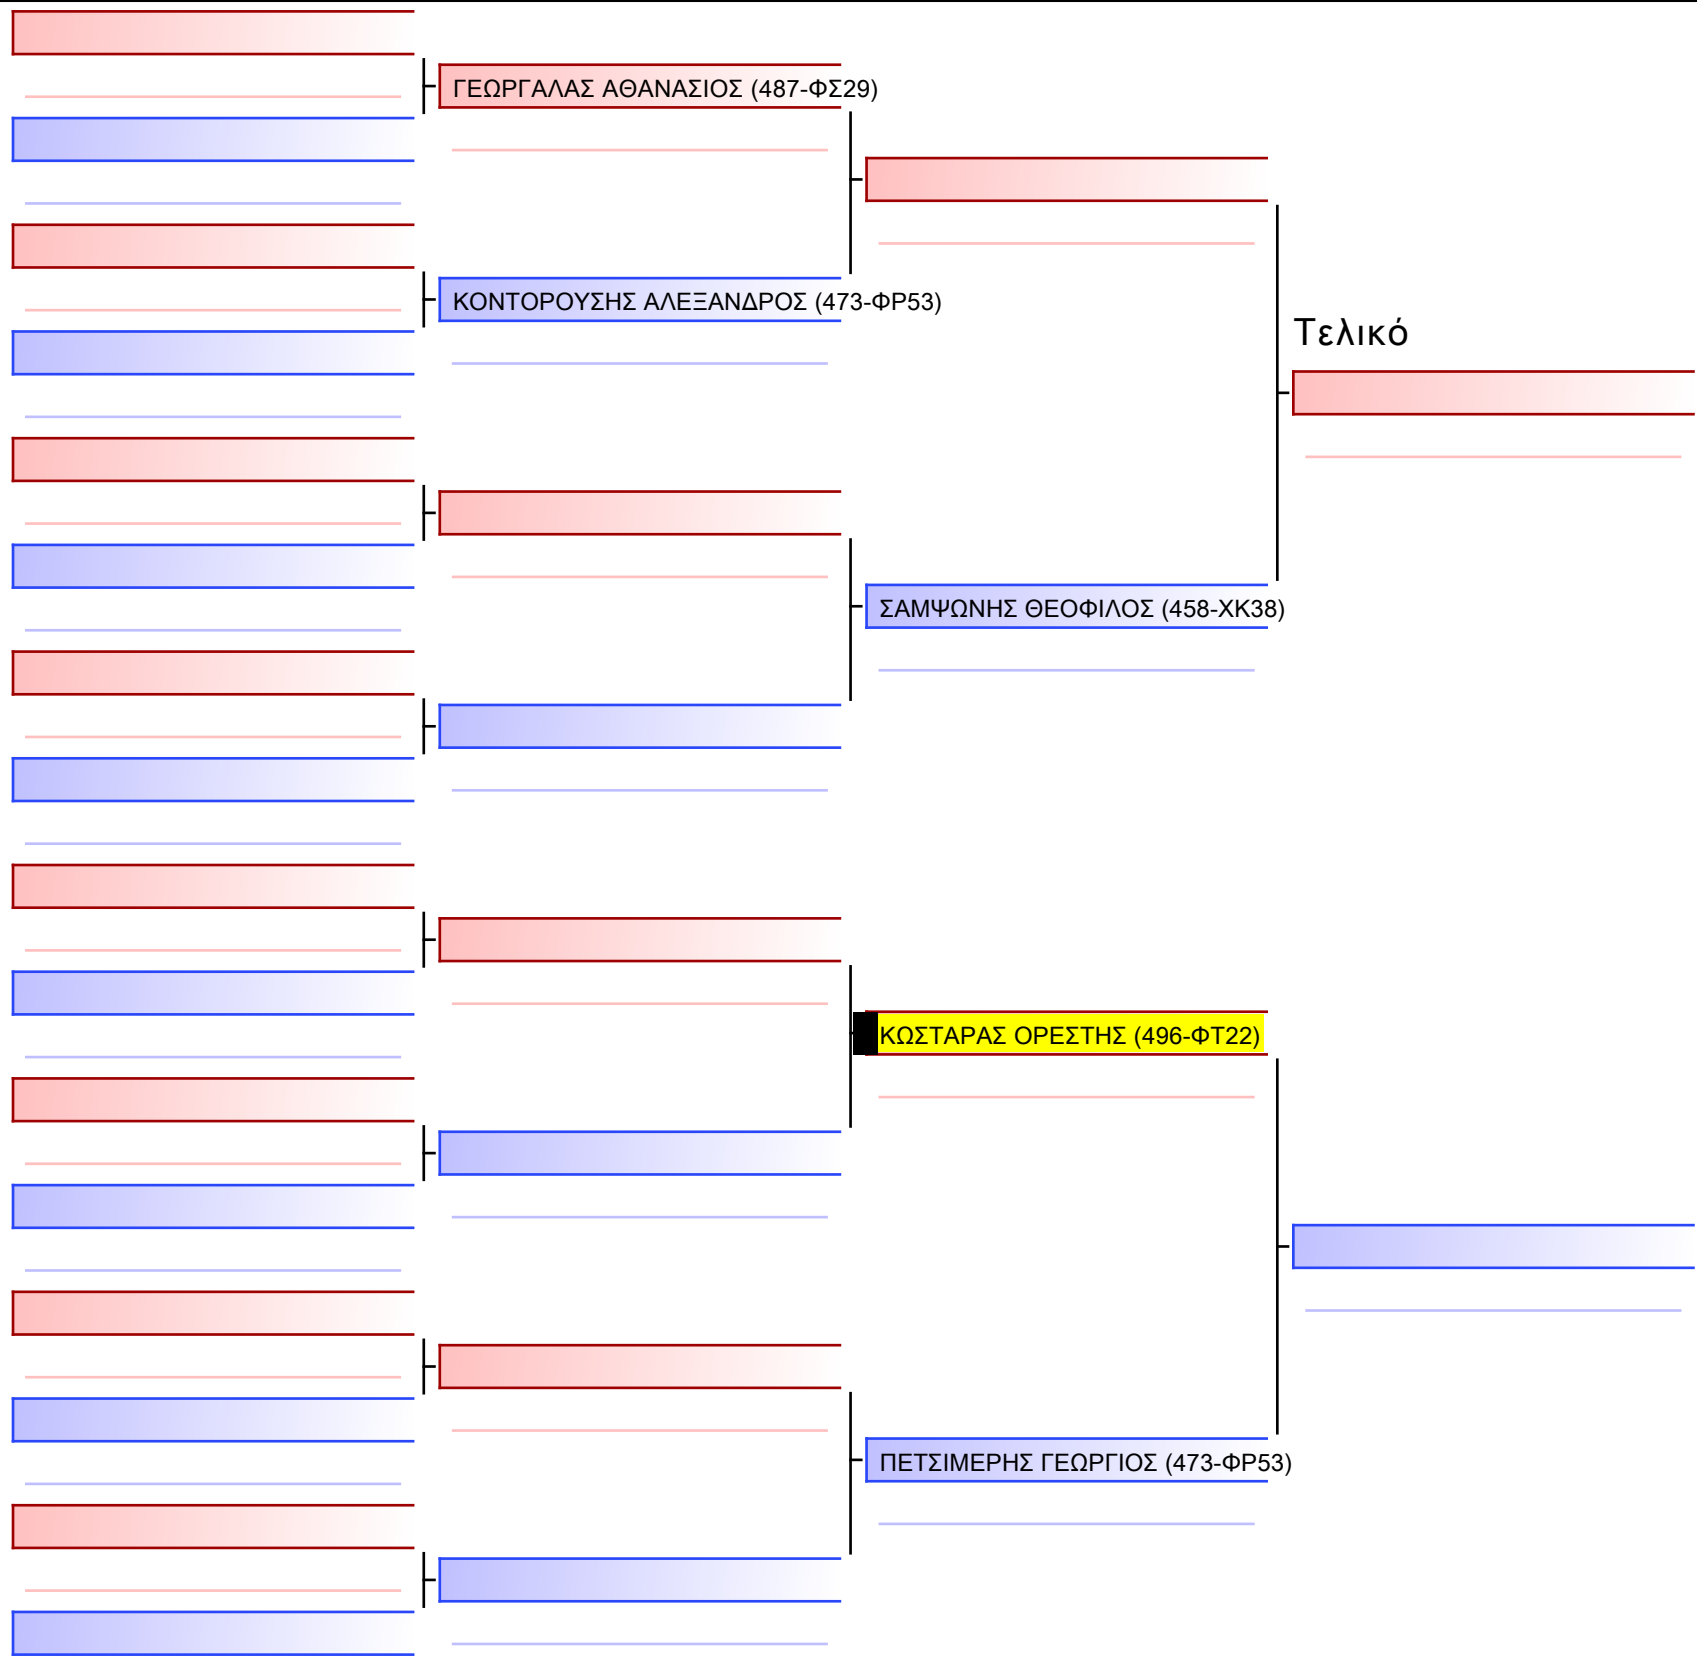 ΓΕΩΡΓΑΛΑΣ ΑΘΑΝΑΣΙΟΣ (487-ΦΣ29)
ΚΟΝΤΟΡΟΥΣΗΣ ΑΛΕΞΑΝΔΡΟΣ (473-ΦΡ53)
Τελικό
ΣΑΜΨΩΝΗΣ ΘΕΟΦΙΛΟΣ (458-ΧΚ38)
ΚΩΣΤΑΡΑΣ ΟΡΕΣΤΗΣ (496-ΦΤ22)
ΠΕΤΣΙΜΕΡΗΣ ΓΕΩΡΓΙΟΣ (473-ΦΡ53)